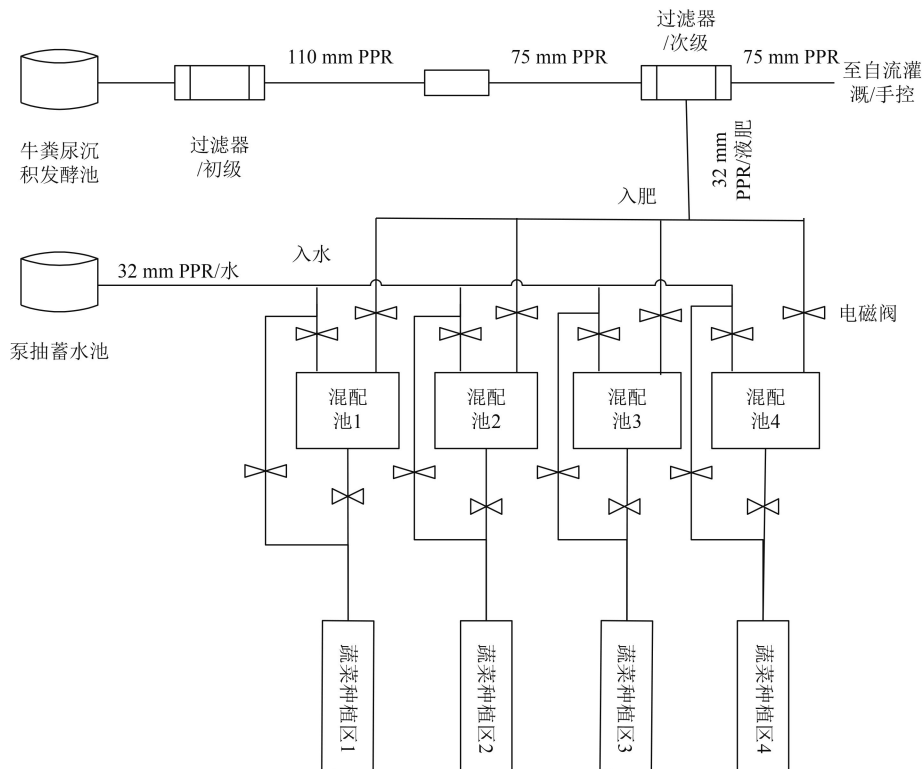 过滤器
/次级
110 mm PPR
75 mm PPR
75 mm PPR
至自流灌
溉/手控
牛粪尿沉
积发酵池
过滤器
/初级
32 mm
PPR/液肥
入肥
入水
32 mm PPR/水
泵抽蓄水池
电磁阀
混配
池1
混配
池2
混配
池3
混配
池4
蔬菜种植区1
蔬菜种植区2
蔬菜种植区3
蔬菜种植区4